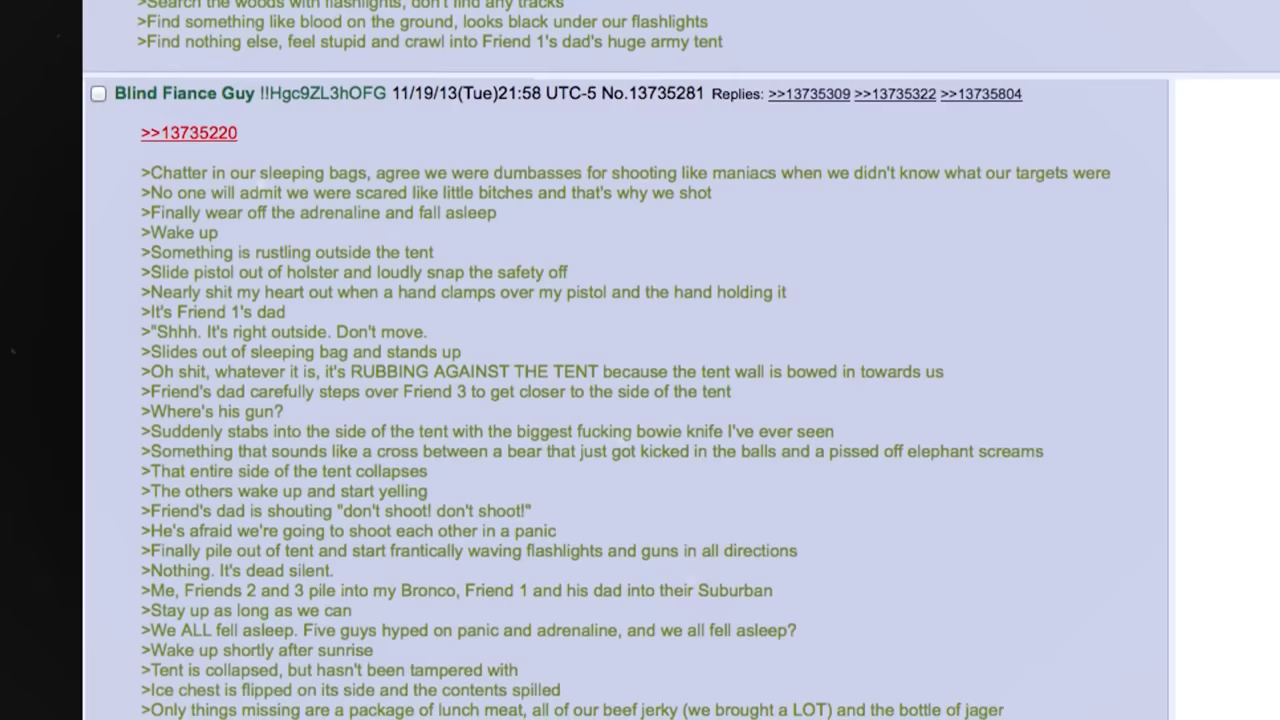 >Search the woods with flashlights, don't find any tracks
>Find something like blood on the ground, looks black under our flashlights
>Find nothing else, feel stupid and crawl into Friend 1's dad's huge army tent
Blind Fiance Guy !!Hgc9ZL3hOFG 11/19/13(Tue)21:58 UTC-5 No.13735281 Replies: >>13735309 >>13735322 >>13735804
>>13735220
>Chatter in our sleeping bags, agree we were dumbasses for shooting like maniacs when we didn't know what our targets were
>No one will admit we were scared like little bitches and that's why we shot
>Finally wear off the adrenaline and fall asleep
>Wake up
>Something is rustling outside the tent
>Slide pistol out of holster and loudly snap the safety off
>Nearly shit my heart out when a hand clamps over my pistol and the hand holding it
>It's Friend 1's dad
>"Shhh. It's right outside. Don't move.
>Slides out of sleeping bag and stands up
>Oh shit, whatever it is, it's RUBBING AGAINST THE TENT because the tent wall is bowed in towards us
>Friend's dad carefully steps over Friend 3 to get closer to the side of the tent
>Where's his gun?
>Suddenly stabs into the side of the tent with the biggest fucking bowie knife I've ever seen
>Something that sounds like a cross between a bear that just got kicked in the balls and a pissed off elephant screams
>That entire side of the tent collapses
>The others wake up and start yelling
>Friend's dad is shouting "don't shoot! don't shoot!"
>He's afraid we're going to shoot each other in a panic
>Finally pile out of tent and start frantically waving flashlights and guns in all directions
>Nothing. It's dead silent.
>Me, Friends 2 and 3 pile into my Bronco, Friend 1 and his dad into their Suburban
>Stay up as long as we can
>We ALL fell asleep. Five guys hyped on panic and adrenaline, and we all fell asleep?
>Wake up shortly after sunrise
>Tent is collapsed, but hasn't been tampered with
>Ice chest is flipped on its side and the contents spilled
>Only things missing are a package of lunch meat, all of our beef jerky (we brought a LOT) and the bottle of jager